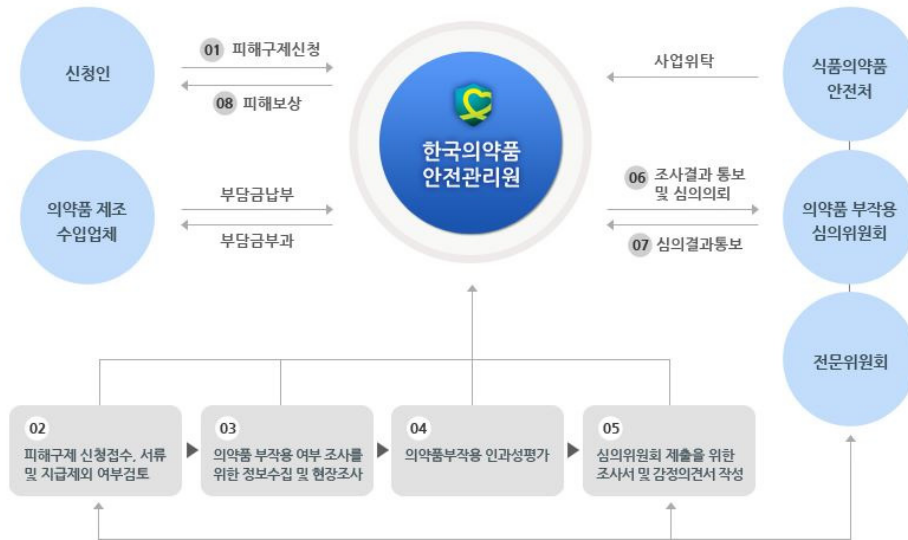 신청인
01 피해구제신청
08 피해보상
한국의약품
안전관리원
사업위탁
식품의약품
안전처
의약품 제조
수입업체
부담금납부
부담금부과
06 조사결과 통보
및 심의의뢰
07 심의결과통보
의약품 부작용
심의위원회
전문위원회
02
피해구제 신청접수, 서류
및 지급제외 여부검토
03
의약품 부작용 여부 조사를
위한 정보수집 및 현장조사
04
의약품부작용 인과성평가
05
심의위원회 제출을 위한
조사서 및 감정의견서 작성